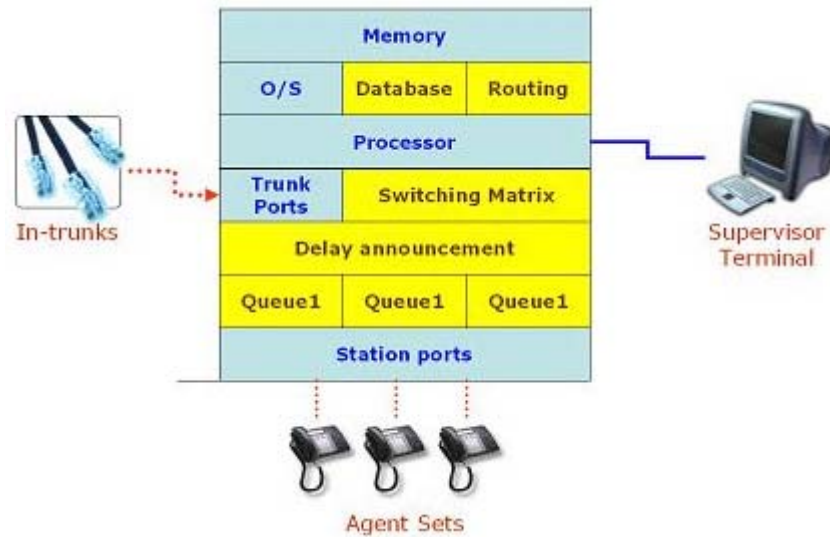 Memory
O/S Database Routing
Processor
Trunk Ports Switching Matrix
In-trunks
Delay announcement
Supervisor
Terminal
Queue1 Queue1 Queue1
Station ports
Agent Sets